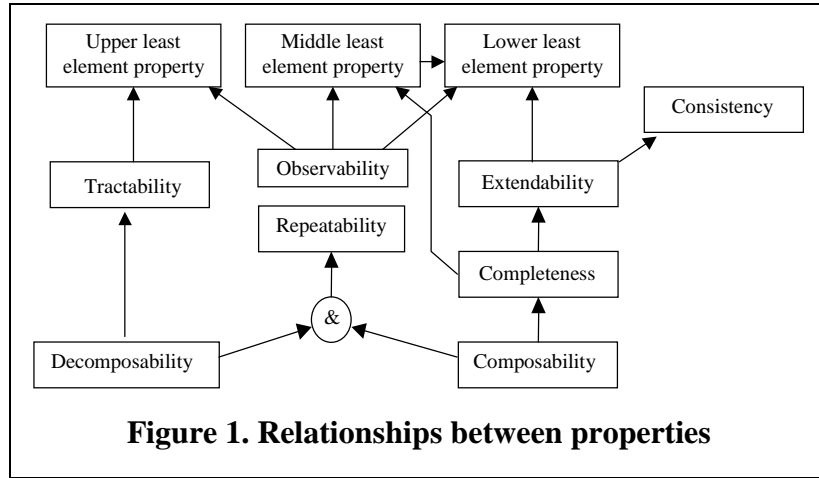 Upper least
element property
Middle least
element property
Lower least
element property
Consistency
Tractability
Observability
Extendability
Repeatability
Completeness
&
Decomposability
Composability
Figure 1. Relationships between properties